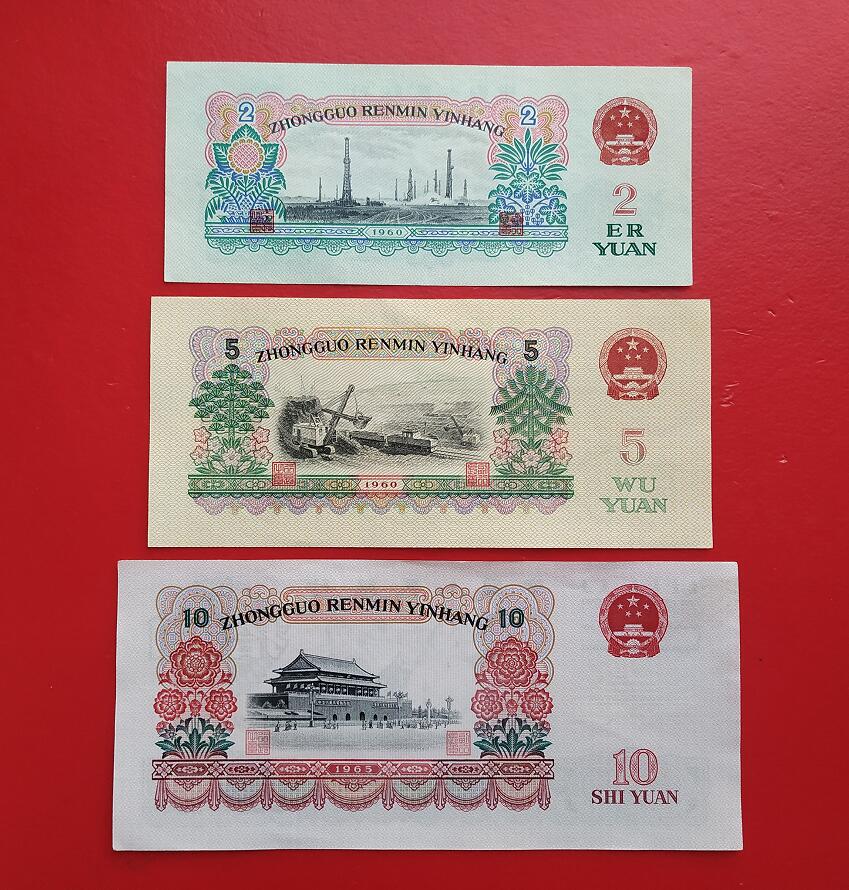 2 2
ZHONGGUO RENMIN YINHANG
1960
2
ER
YUAN
5 5
ZHONGGUO RENMIN YINHANG
1960
5
WU
YUAN
10 10
ZHONGGUO RENMIN YINHANG
1965
10
SHI YUAN